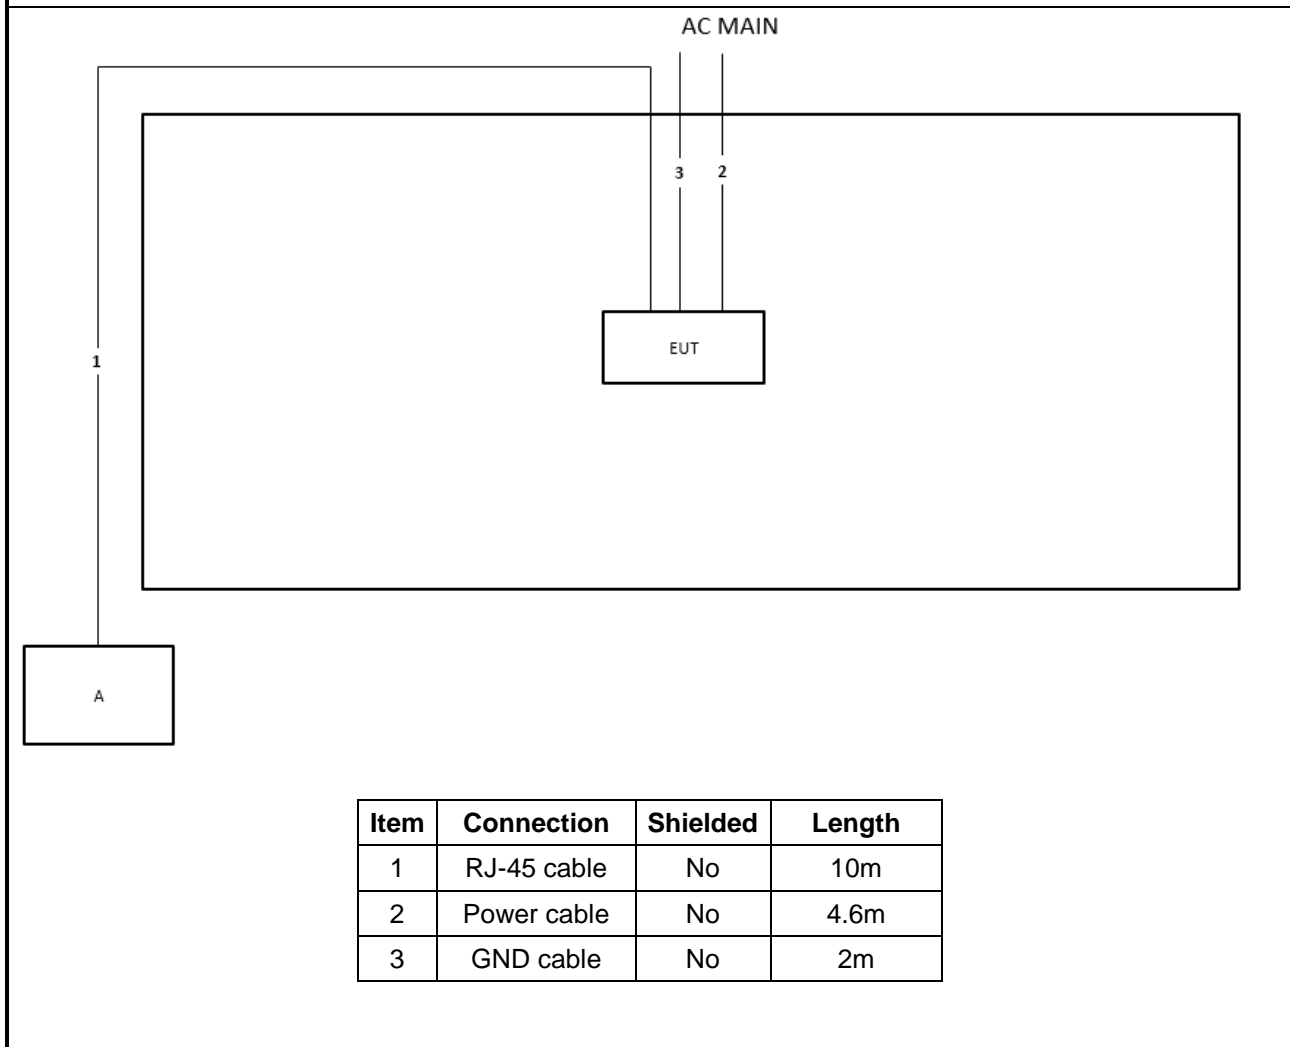 AC MAIN
3 2
EUT
1
A
Item Connection Shielded Length
1 RJ-45 cable No 10m
2 Power cable No 4.6m
3 GND cable No 2m